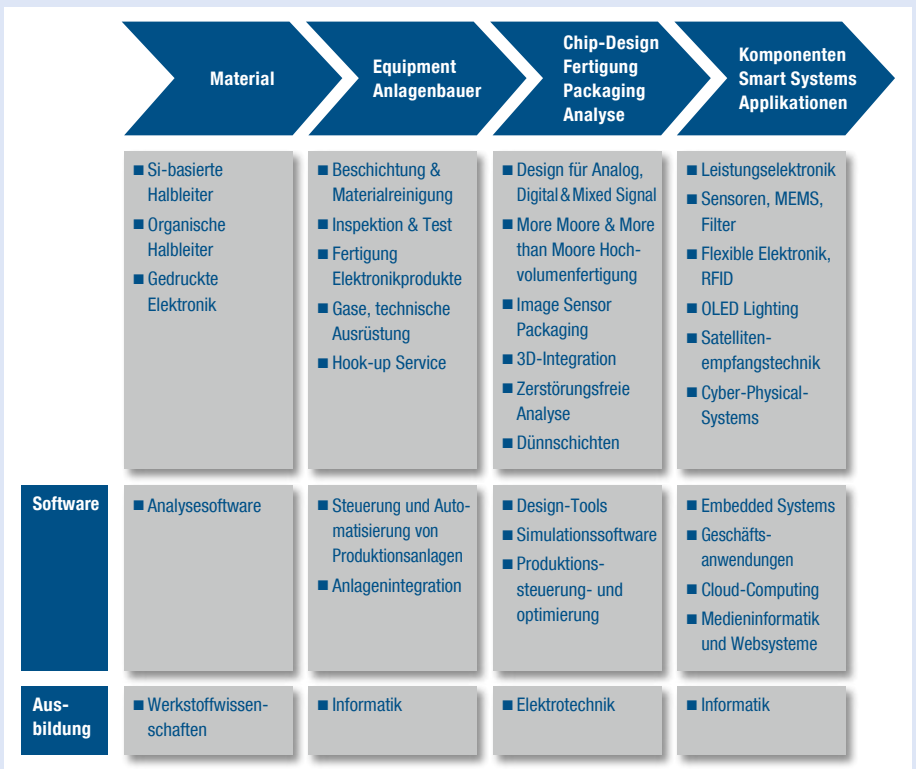 Material
Equipment
Anlagenbauer
Chip-Design
Fertigung
Packaging
Analyse
Komponenten
Smart Systems
Applikationen
■ Si-basierte
Halbleiter
■ Organische
Halbleiter
■ Gedruckte
Elektronik
■ Beschichtung &
Materialreinigung
■ Inspektion & Test
■ Fertigung
Elektronikprodukte
■ Gase, technische
Ausrüstung
■ Hook-up Service
■ Design für Analog,
Digital & Mixed Signal
■ More Moore & More
than Moore Hoch-
volumenfertigung
■ Image Sensor
Packaging
■ 3D-Integration
■ Zerstörungsfreie
Analyse
■ Dünnschichten
■ Leistungselektronik
■ Sensoren, MEMS,
Filter
■ Flexible Elektronik,
RFID
■ OLED Lighting
■ Satelliten-
empfangstechnik
■ Cyber-Physical-
Systems
Software
■ Analysesoftware
■ Steuerung und Auto-
matisierung von
Produktionsanlagen
■ Anlagenintegration
■ Design-Tools
■ Simulationssoftware
■ Produktions-
steuerung- und
optimierung
■ Embedded Systems
■ Geschäfts-
anwendungen
■ Cloud-Computing
■ Medieninformatik
und Websysteme
Aus-
bildung
■ Werkstoffwissen-
schaften
■ Informatik
■ Elektrotechnik
■ Informatik